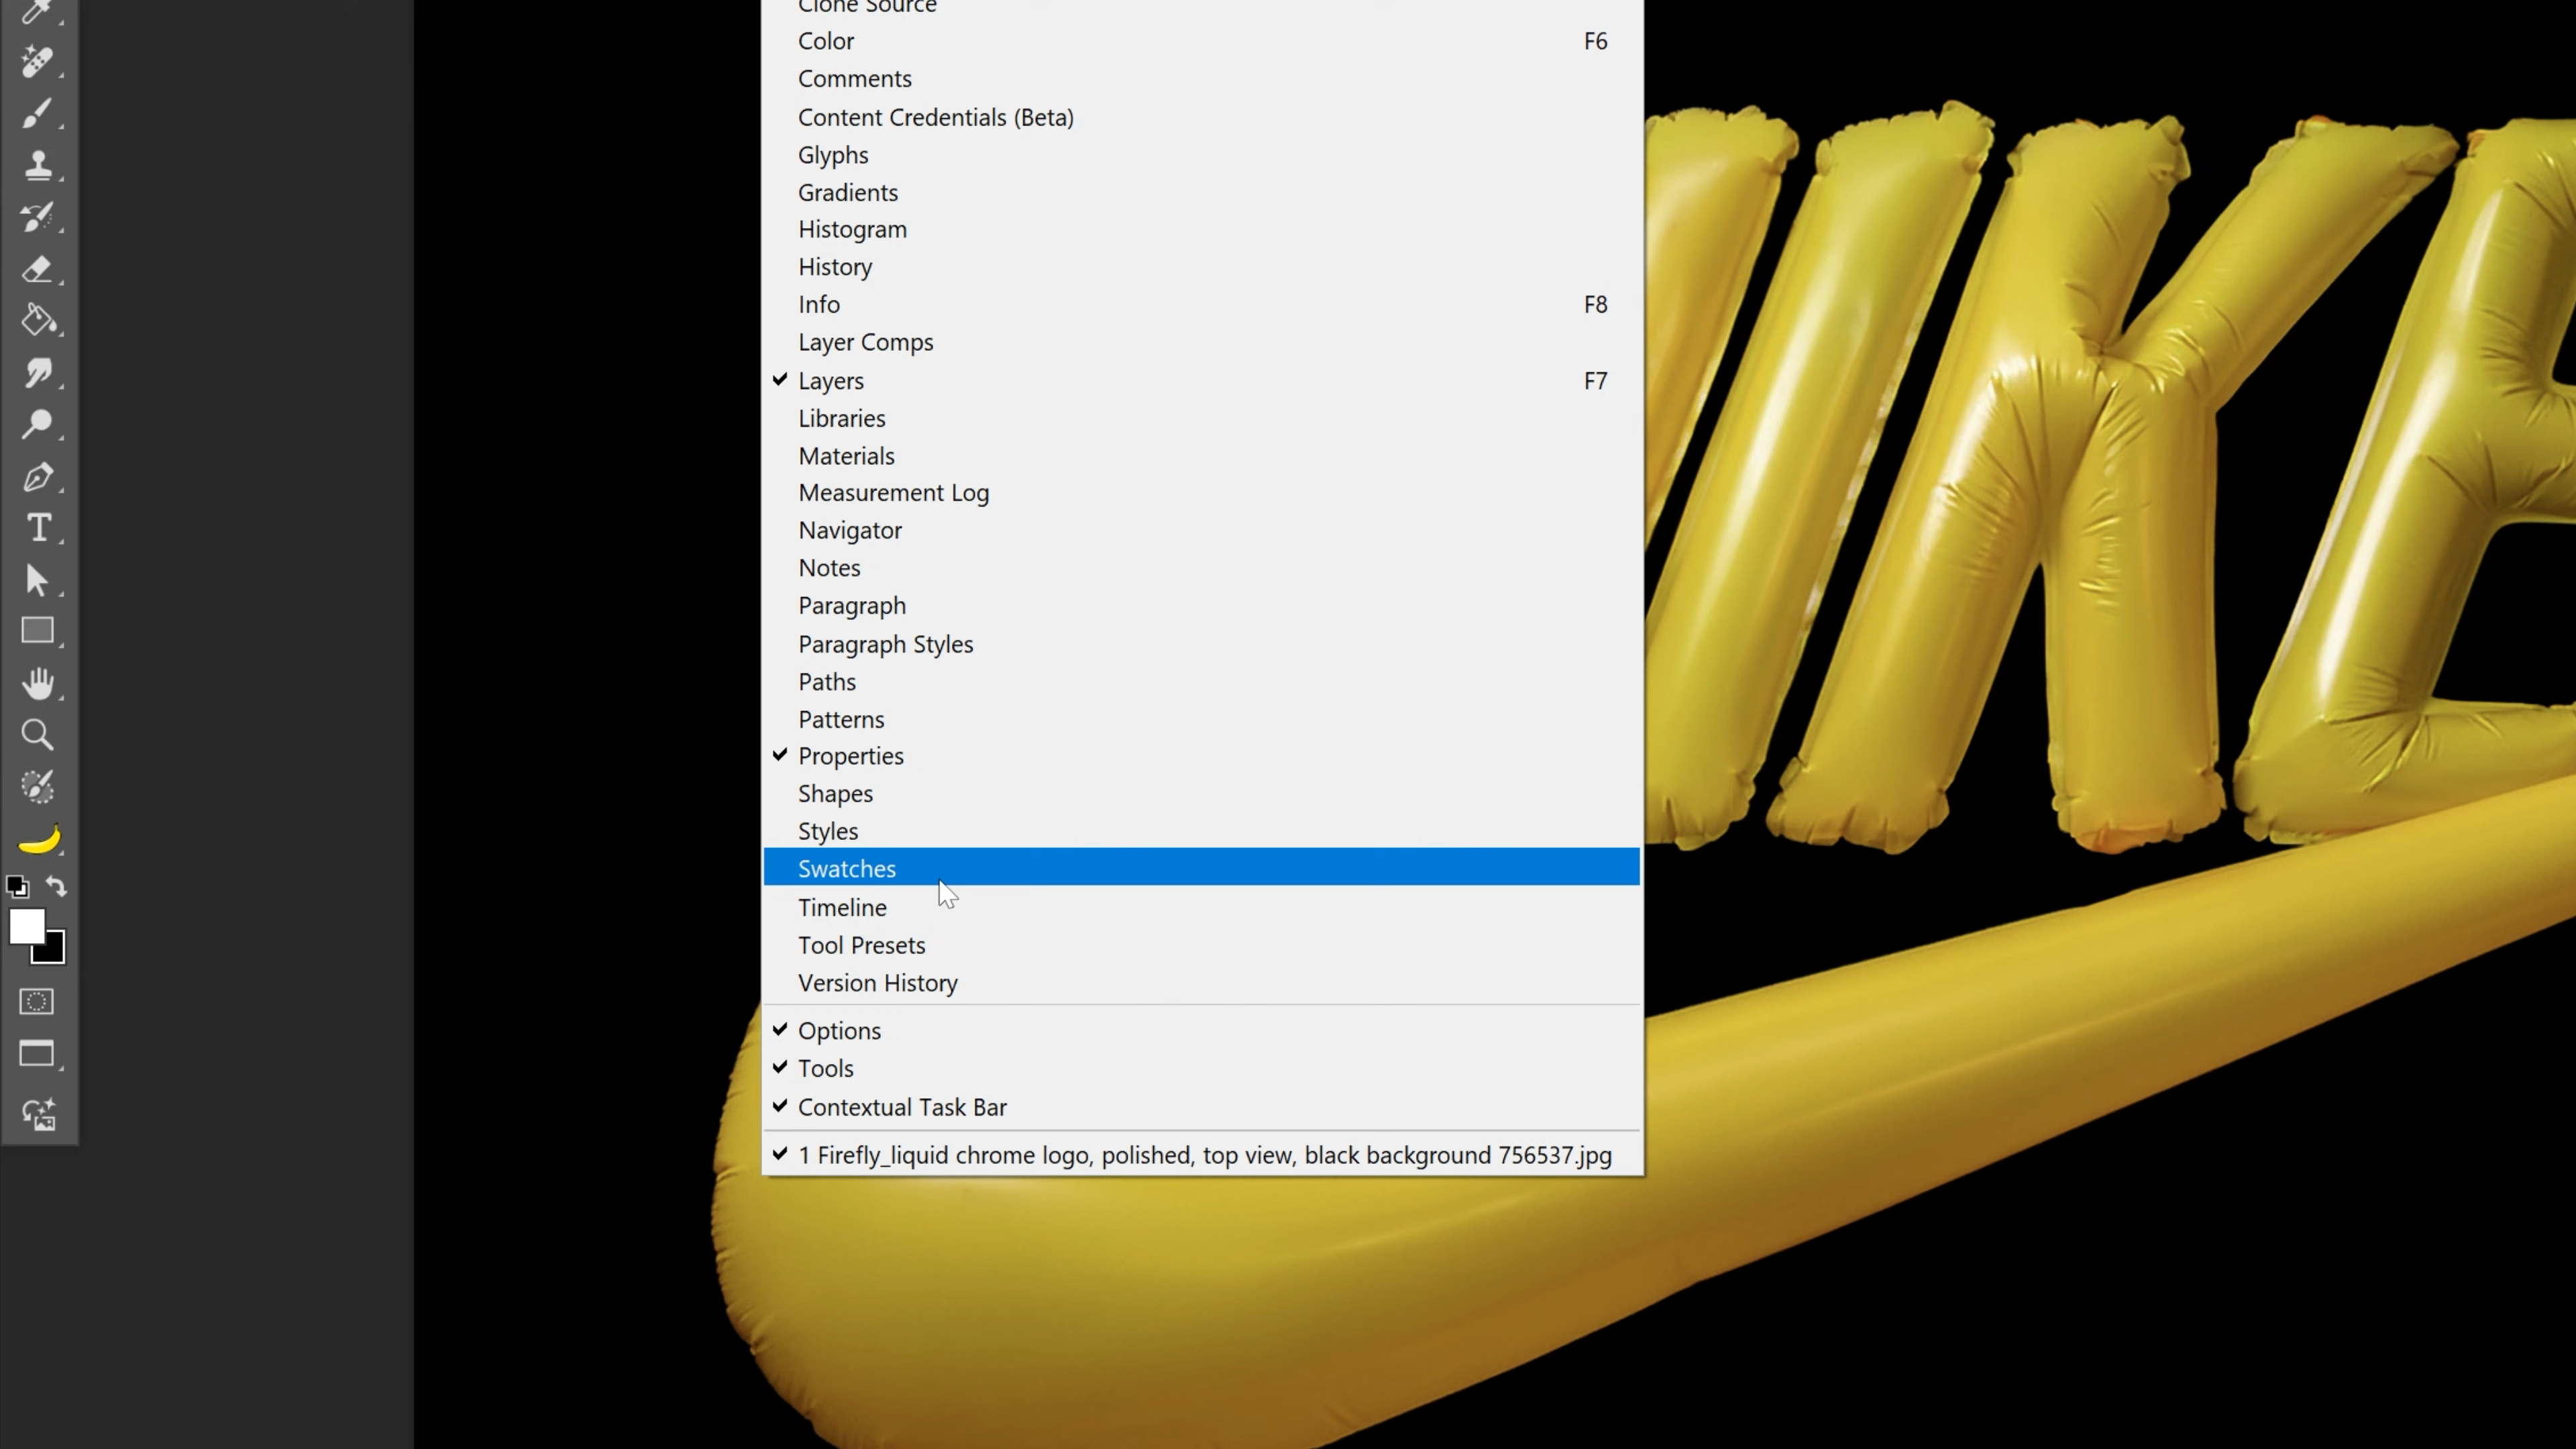 Clone Source
Color F6
Comments
Content Credentials (Beta)
Glyphs
Gradients
Histogram
History
Info F8
Layer Comps
Layers F7
Libraries
Materials
Measurement Log
Navigator
Notes
Paragraph
Paragraph Styles
Paths
Patterns
Properties
Shapes
Styles
Swatches
Timeline
Tool Presets
Version History
Options
Tools
Contextual Task Bar
1 Firefly_liquid chrome logo, polished, top view, black background 756537.jpg
IKE